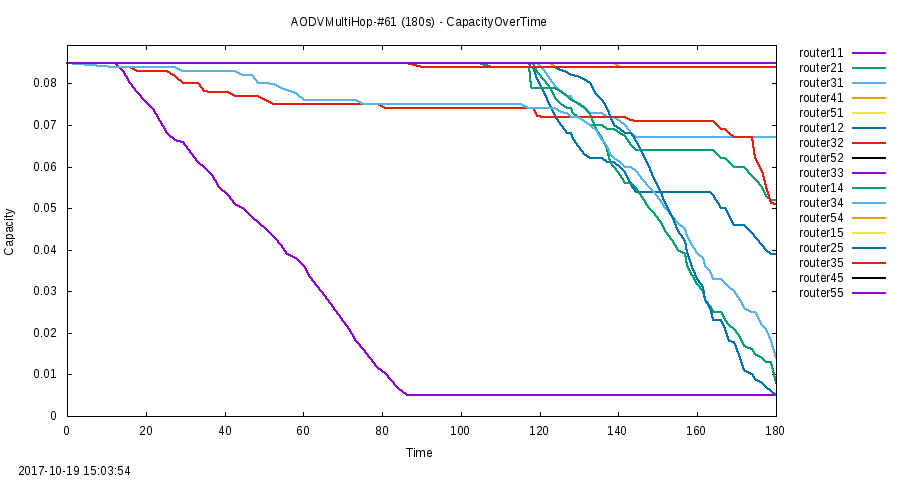 AODVMultiHop-#61 (180s) - CapacityOverTime
router11
router21
router31
router41
router51
router12
router32
router52
router33
router14
router34
router54
router15
router25
router35
router45
router55
Capacity
0.08
0.07
0.06
0.05
0.04
0.03
0.02
0.01
0
0 20 40 60 80 100 120 140 160 180
Time
2017-10-19 15:03:54